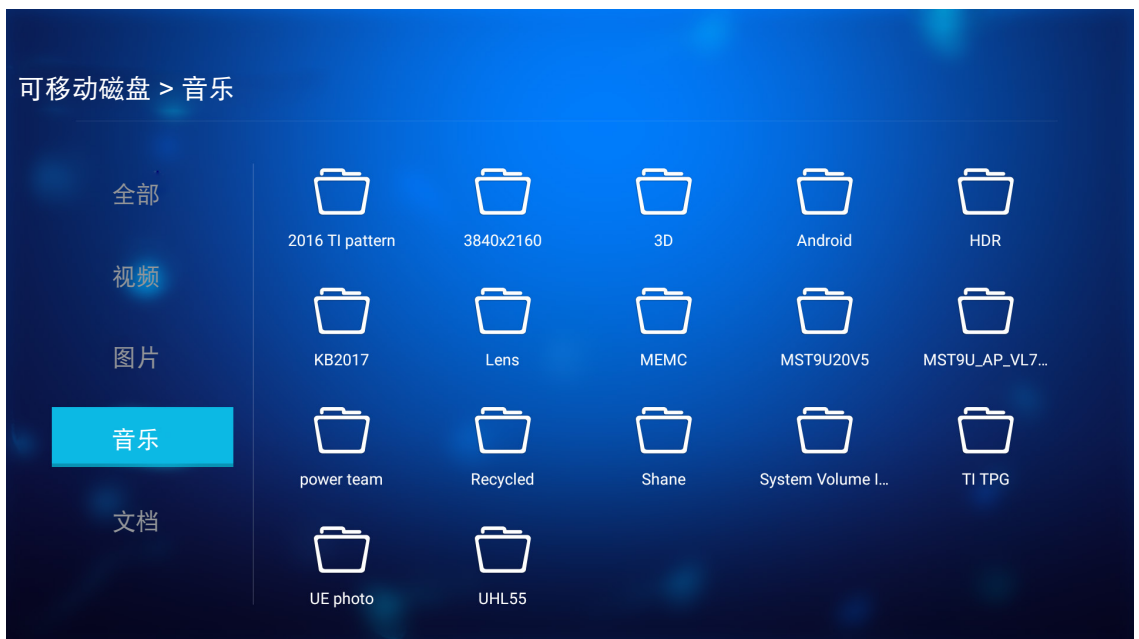 可移动磁盘 > 音乐
全部
视频
图片
音乐
文档
2016 TI pattern
3840x2160
3D
Android
HDR
KB2017
Lens
MEMC
MST9U20V5
MST9U_AP_VL7...
power team
Recycled
Shane
System Volume I...
TI TPG
UE photo
UHL55